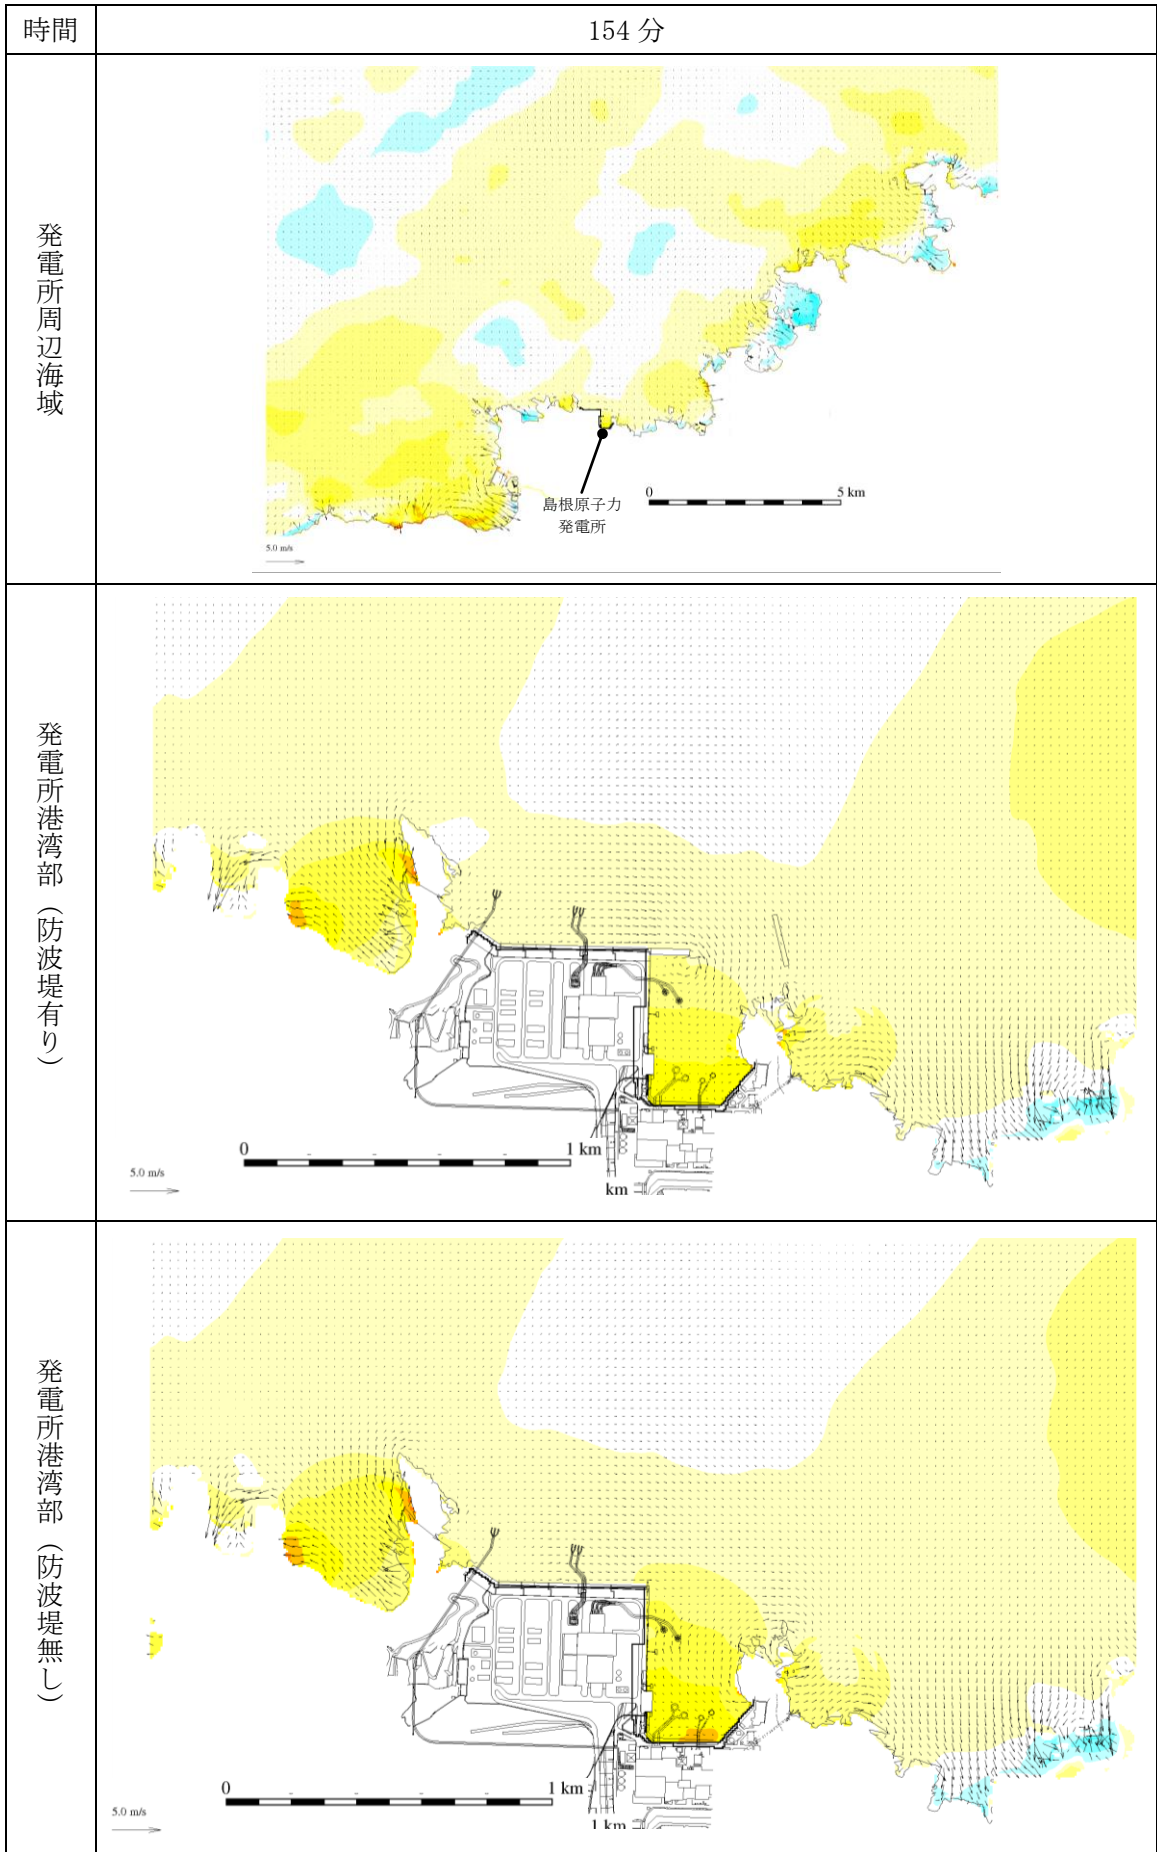 時間
154 分
発電所周辺海域
島根原子力
発電所
0
5 km
5.0 m/s
発電所港湾部（防波堤有り）
0
1 km
5.0 m/s
km
発電所港湾部（防波堤無し）
0
1 km
5.0 m/s
1 km